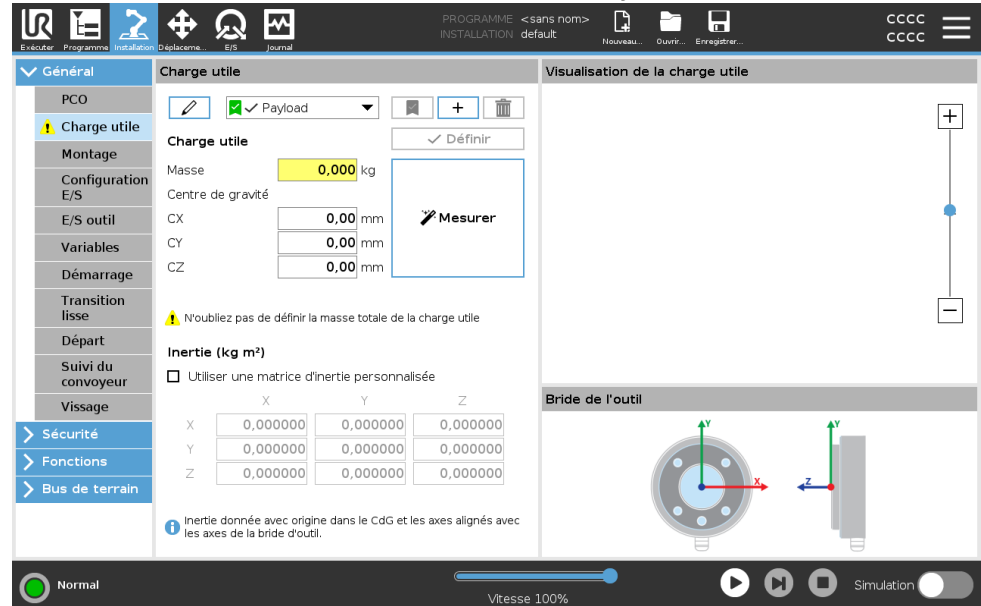 PROGRAMME <sans nom>
INSTALLATION default
CCCC
CCCC
Exécuter
Programme
Installation
Déplaceme...
E/S
Journal
Nouveau...
Ouvrir...
Enregistrer...
Général
PCO
Charge utile
Montage
Configuration
E/S
E/S outil
Variables
Démarrage
Transition
lisse
Départ
Suivi du
convoyeur
Vissage
Sécurité
Fonctions
Bus de terrain
Charge utile
Payload
Charge utile
Définir
Masse 0,000 kg
Centre de gravité
CX 0,00 mm
CY 0,00 mm
CZ 0,00 mm
Mesurer
N'oubliez pas de définir la masse totale de la charge utile
Inertie (kg m²)
Utiliser une matrice d'inertie personnalisée
X Y Z
X 0,000000 0,000000 0,000000
Y 0,000000 0,000000 0,000000
Z 0,000000 0,000000 0,000000
Inertie donnée avec origine dans le CdG et les axes alignés avec
les axes de la bride d'outil.
Visualisation de la charge utile
Bride de l'outil
Y
X
Y
Z
Normal
Vitesse 100%
Simulation